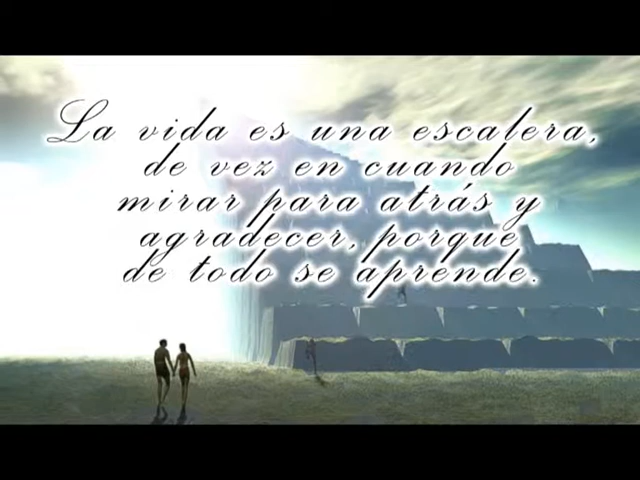 La vida es una escalera,
de vez en cuando
mirar para atrás y
agradecer, porque
de todo se aprende.